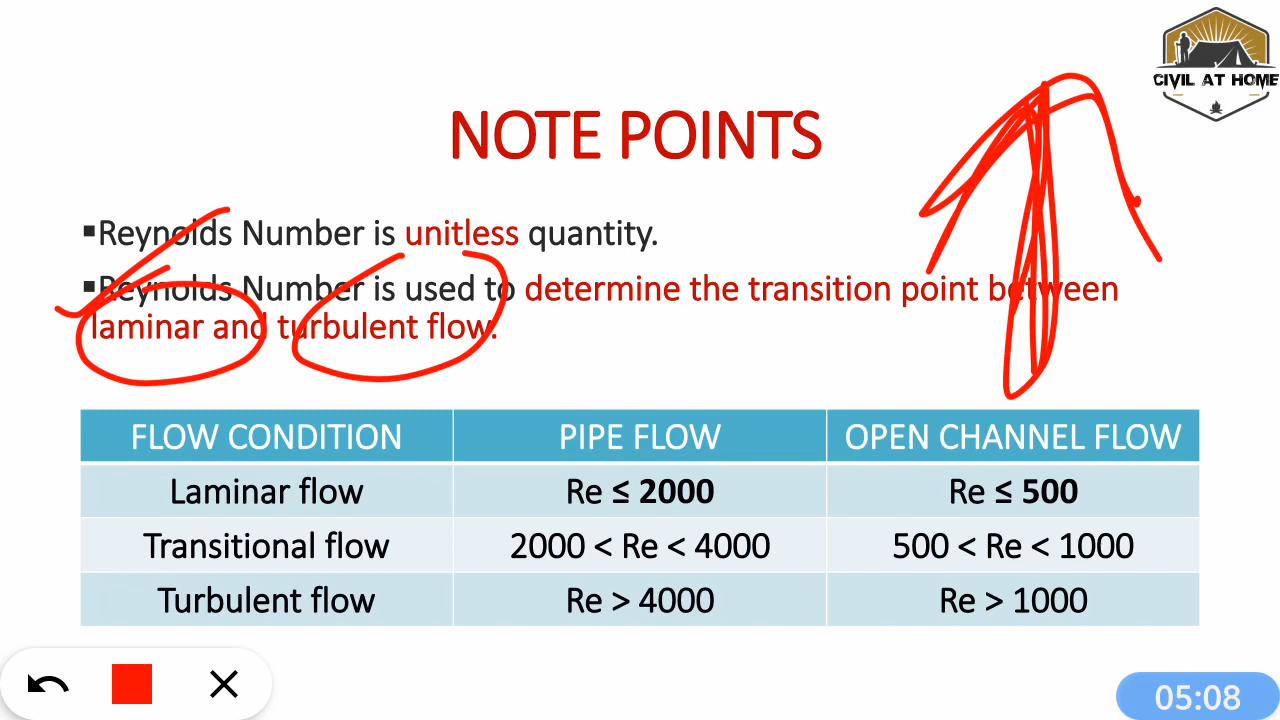 CIVIL AT HOME
NOTE POINTS
▪Reynolds Number is unitless quantity.
▪Reynolds Number is used to determine the transition point between
laminar and turbulent flow.
FLOW CONDITION PIPE FLOW OPEN CHANNEL FLOW
Laminar flow Re ≤ 2000 Re ≤ 500
Transitional flow 2000 < Re < 4000 500 < Re < 1000
Turbulent flow Re > 4000 Re > 1000
05:08